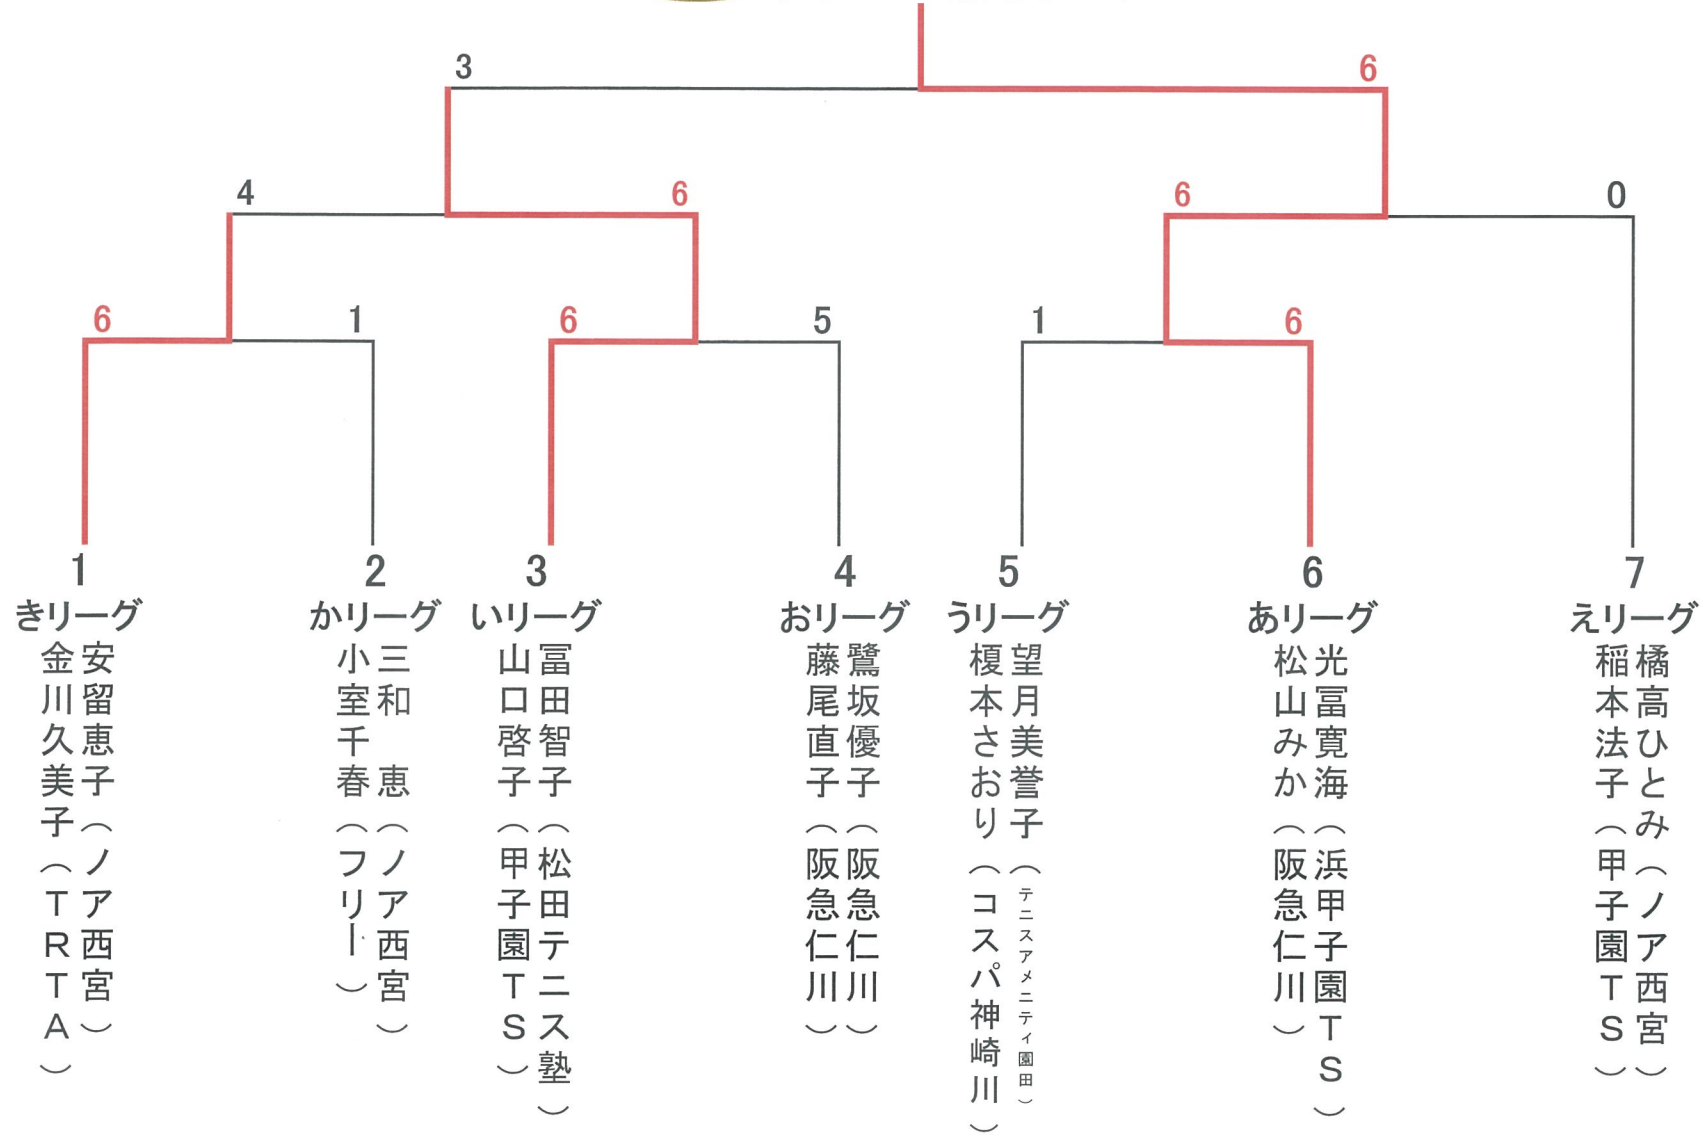 3
6
4
6
6
0
6
1
6
5
1
6
1
きリーグ
安留恵子（ノア西宮）
金川久美子（ＴＲＴＡ）
2
かリーグ
三和　恵（ノア西宮）
小室千春（フリー）
3
いリーグ
冨田智子（松田テニス塾）
山口啓子（甲子園ＴＳ）
4
おリーグ
鷺坂優子（阪急仁川）
藤尾直子（阪急仁川）
5
うリーグ
望月美誉子（テニスアメニティ園田）
榎本さおり（コスパ神崎川）
6
あリーグ
光冨寛海（浜甲子園ＴＳ）
松山みか（阪急仁川）
7
えリーグ
橘高ひとみ（ノア西宮）
稲本法子（甲子園ＴＳ）